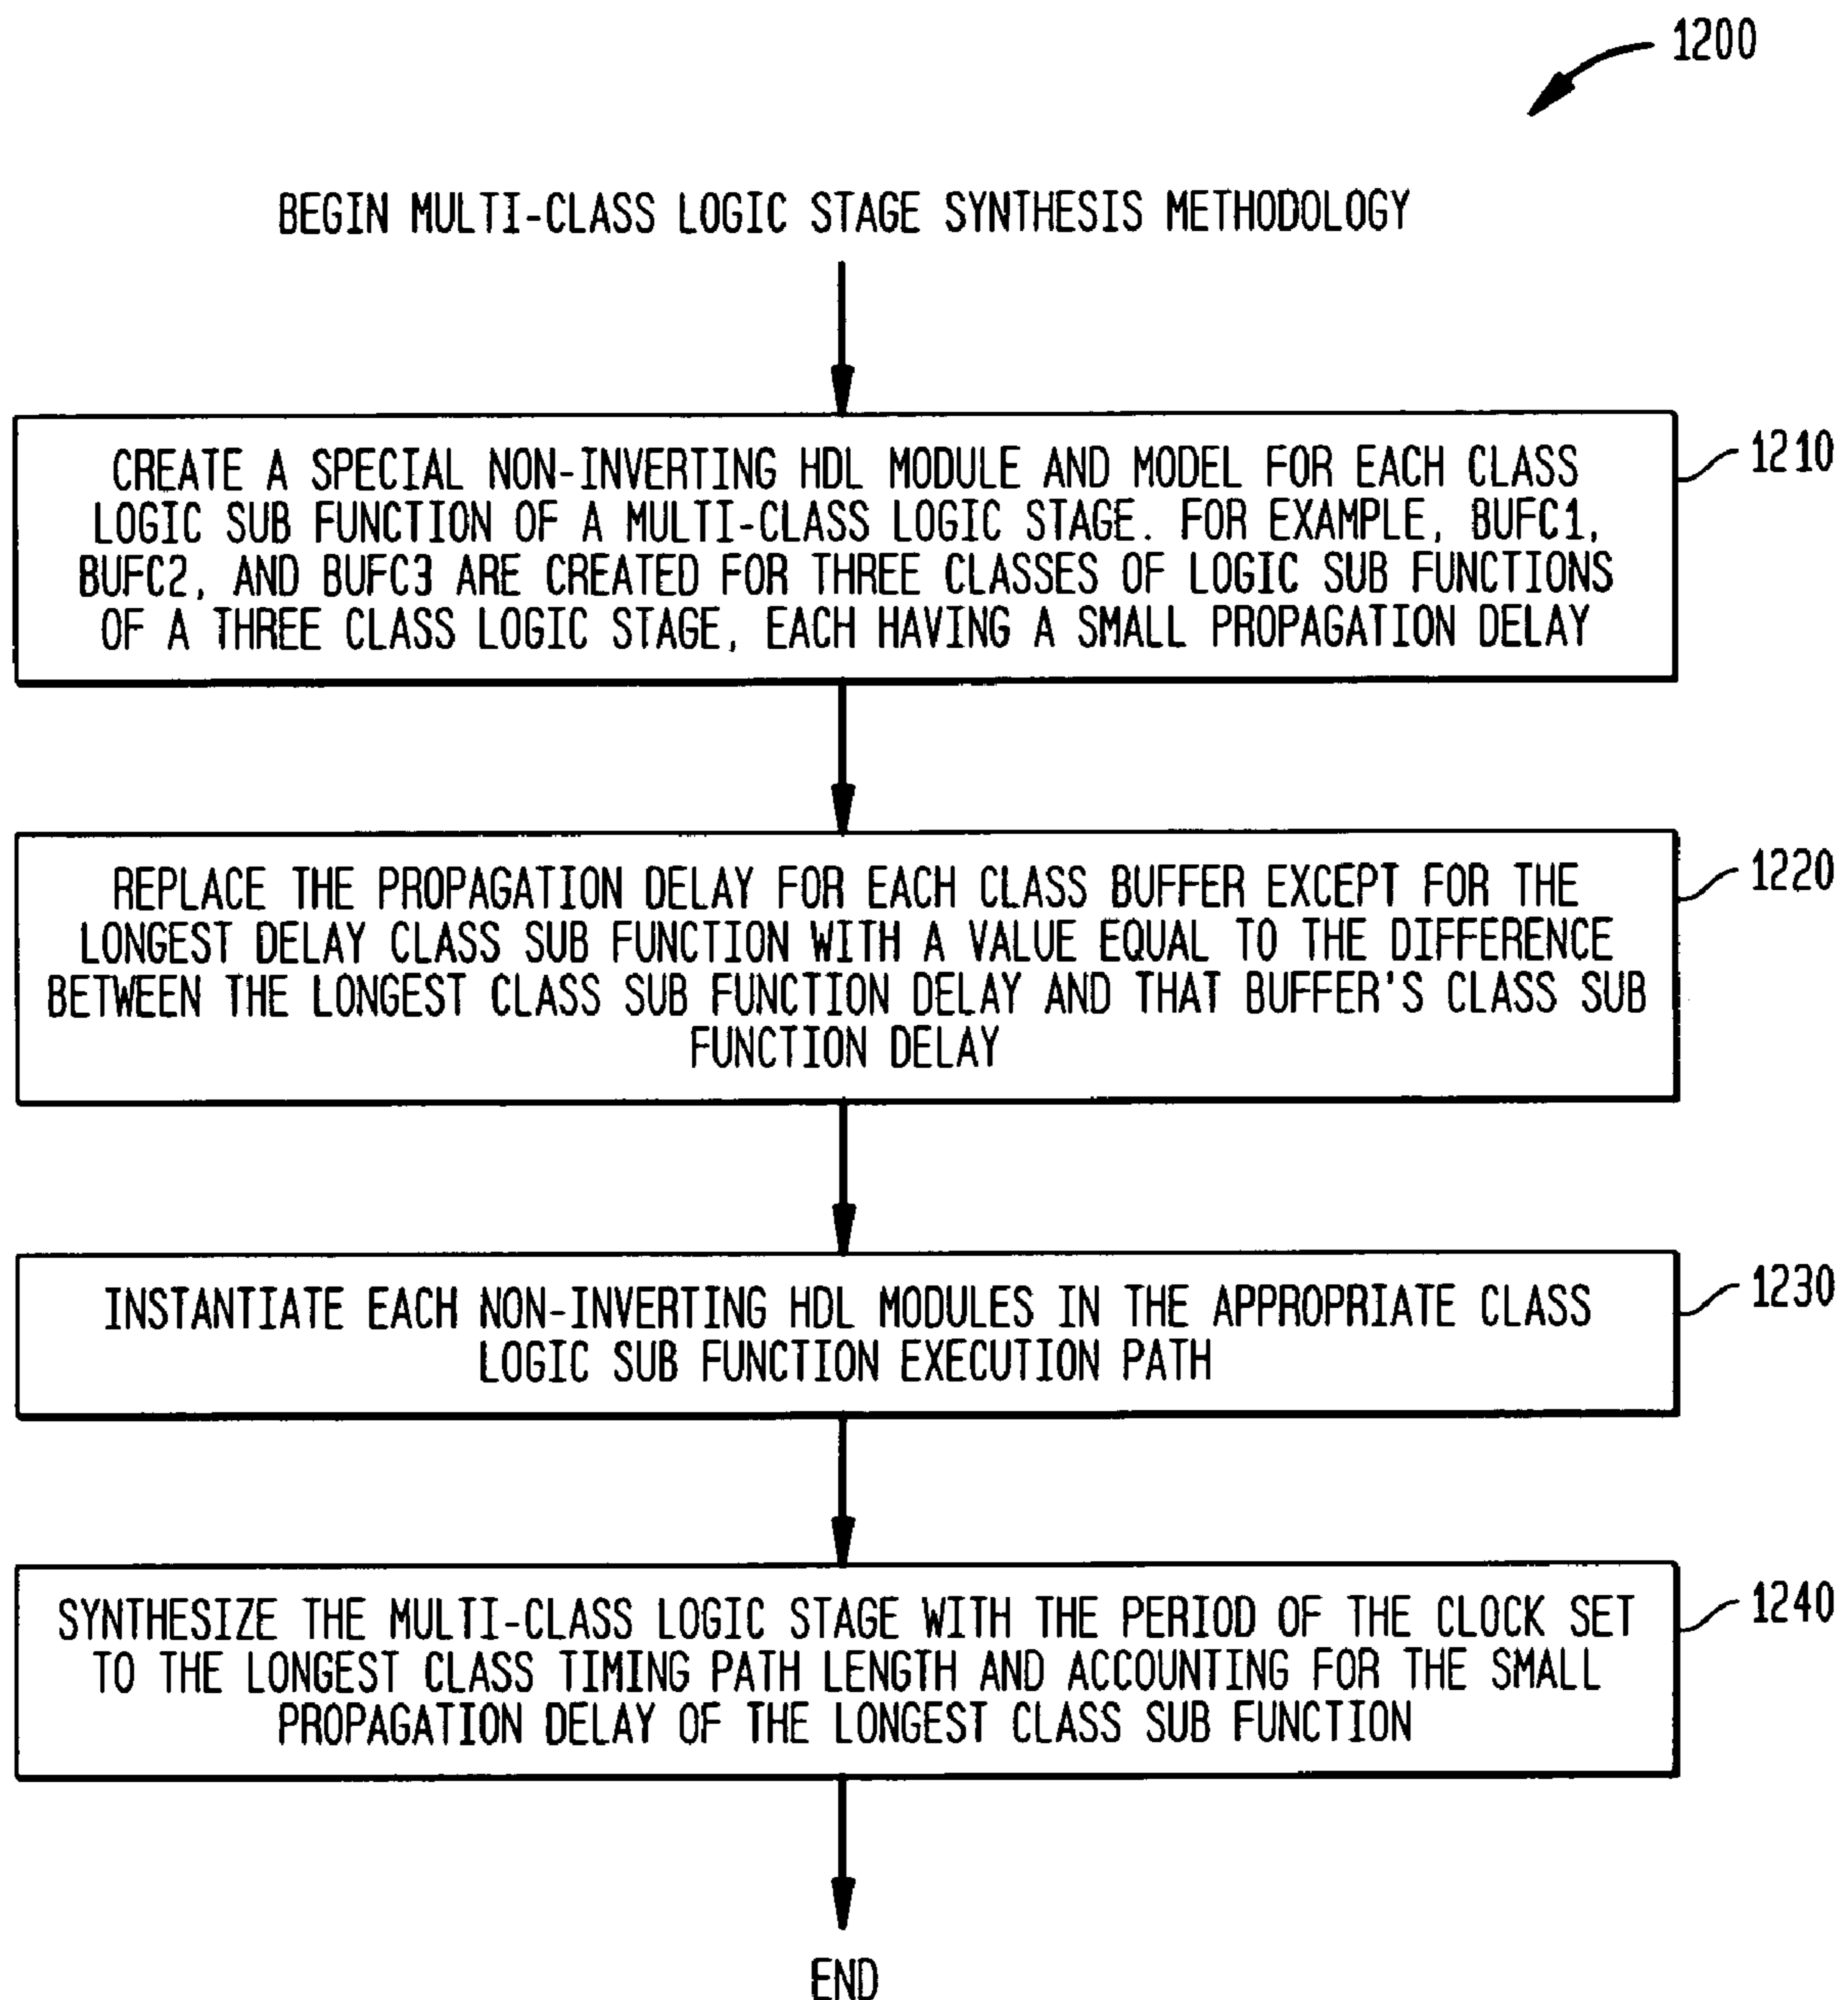 1200
BEGIN MULTI-CLASS LOGIC STAGE SYNTHESIS METHODOLOGY
CREATE A SPECIAL NON-INVERTING HDL MODULE AND MODEL FOR EACH CLASS
LOGIC SUB FUNCTION OF A MULTI-CLASS LOGIC STAGE. FOR EXAMPLE, BUFC1,
BUFC2, AND BUFC3 ARE CREATED FOR THREE CLASSES OF LOGIC SUB FUNCTIONS
OF A THREE CLASS LOGIC STAGE, EACH HAVING A SMALL PROPAGATION DELAY
1210
REPLACE THE PROPAGATION DELAY FOR EACH CLASS BUFFER EXCEPT FOR THE
LONGEST DELAY CLASS SUB FUNCTION WITH A VALUE EQUAL TO THE DIFFERENCE
BETWEEN THE LONGEST CLASS SUB FUNCTION DELAY AND THAT BUFFER'S CLASS SUB
FUNCTION DELAY
1220
INSTANTIATE EACH NON-INVERTING HDL MODULES IN THE APPROPRIATE CLASS
LOGIC SUB FUNCTION EXECUTION PATH
1230
SYNTHESIZE THE MULTI-CLASS LOGIC STAGE WITH THE PERIOD OF THE CLOCK SET
TO THE LONGEST CLASS TIMING PATH LENGTH AND ACCOUNTING FOR THE SMALL
PROPAGATION DELAY OF THE LONGEST CLASS SUB FUNCTION
1240
END